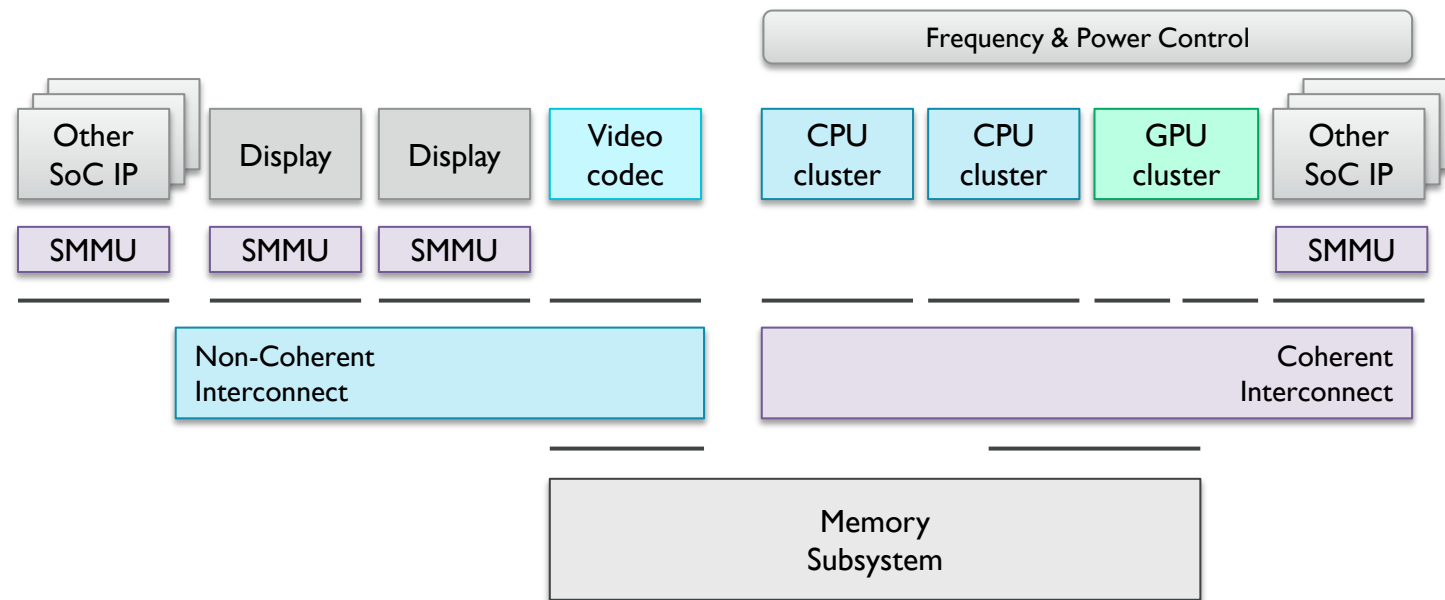 Frequency & Power Control
Other
SoC IP
Display
Display
Video
codec
CPU
cluster
CPU
cluster
GPU
cluster
Other
SoC IP
SMMU
SMMU
SMMU
SMMU
Non-Coherent
Interconnect
Coherent
Interconnect
Memory
Subsystem